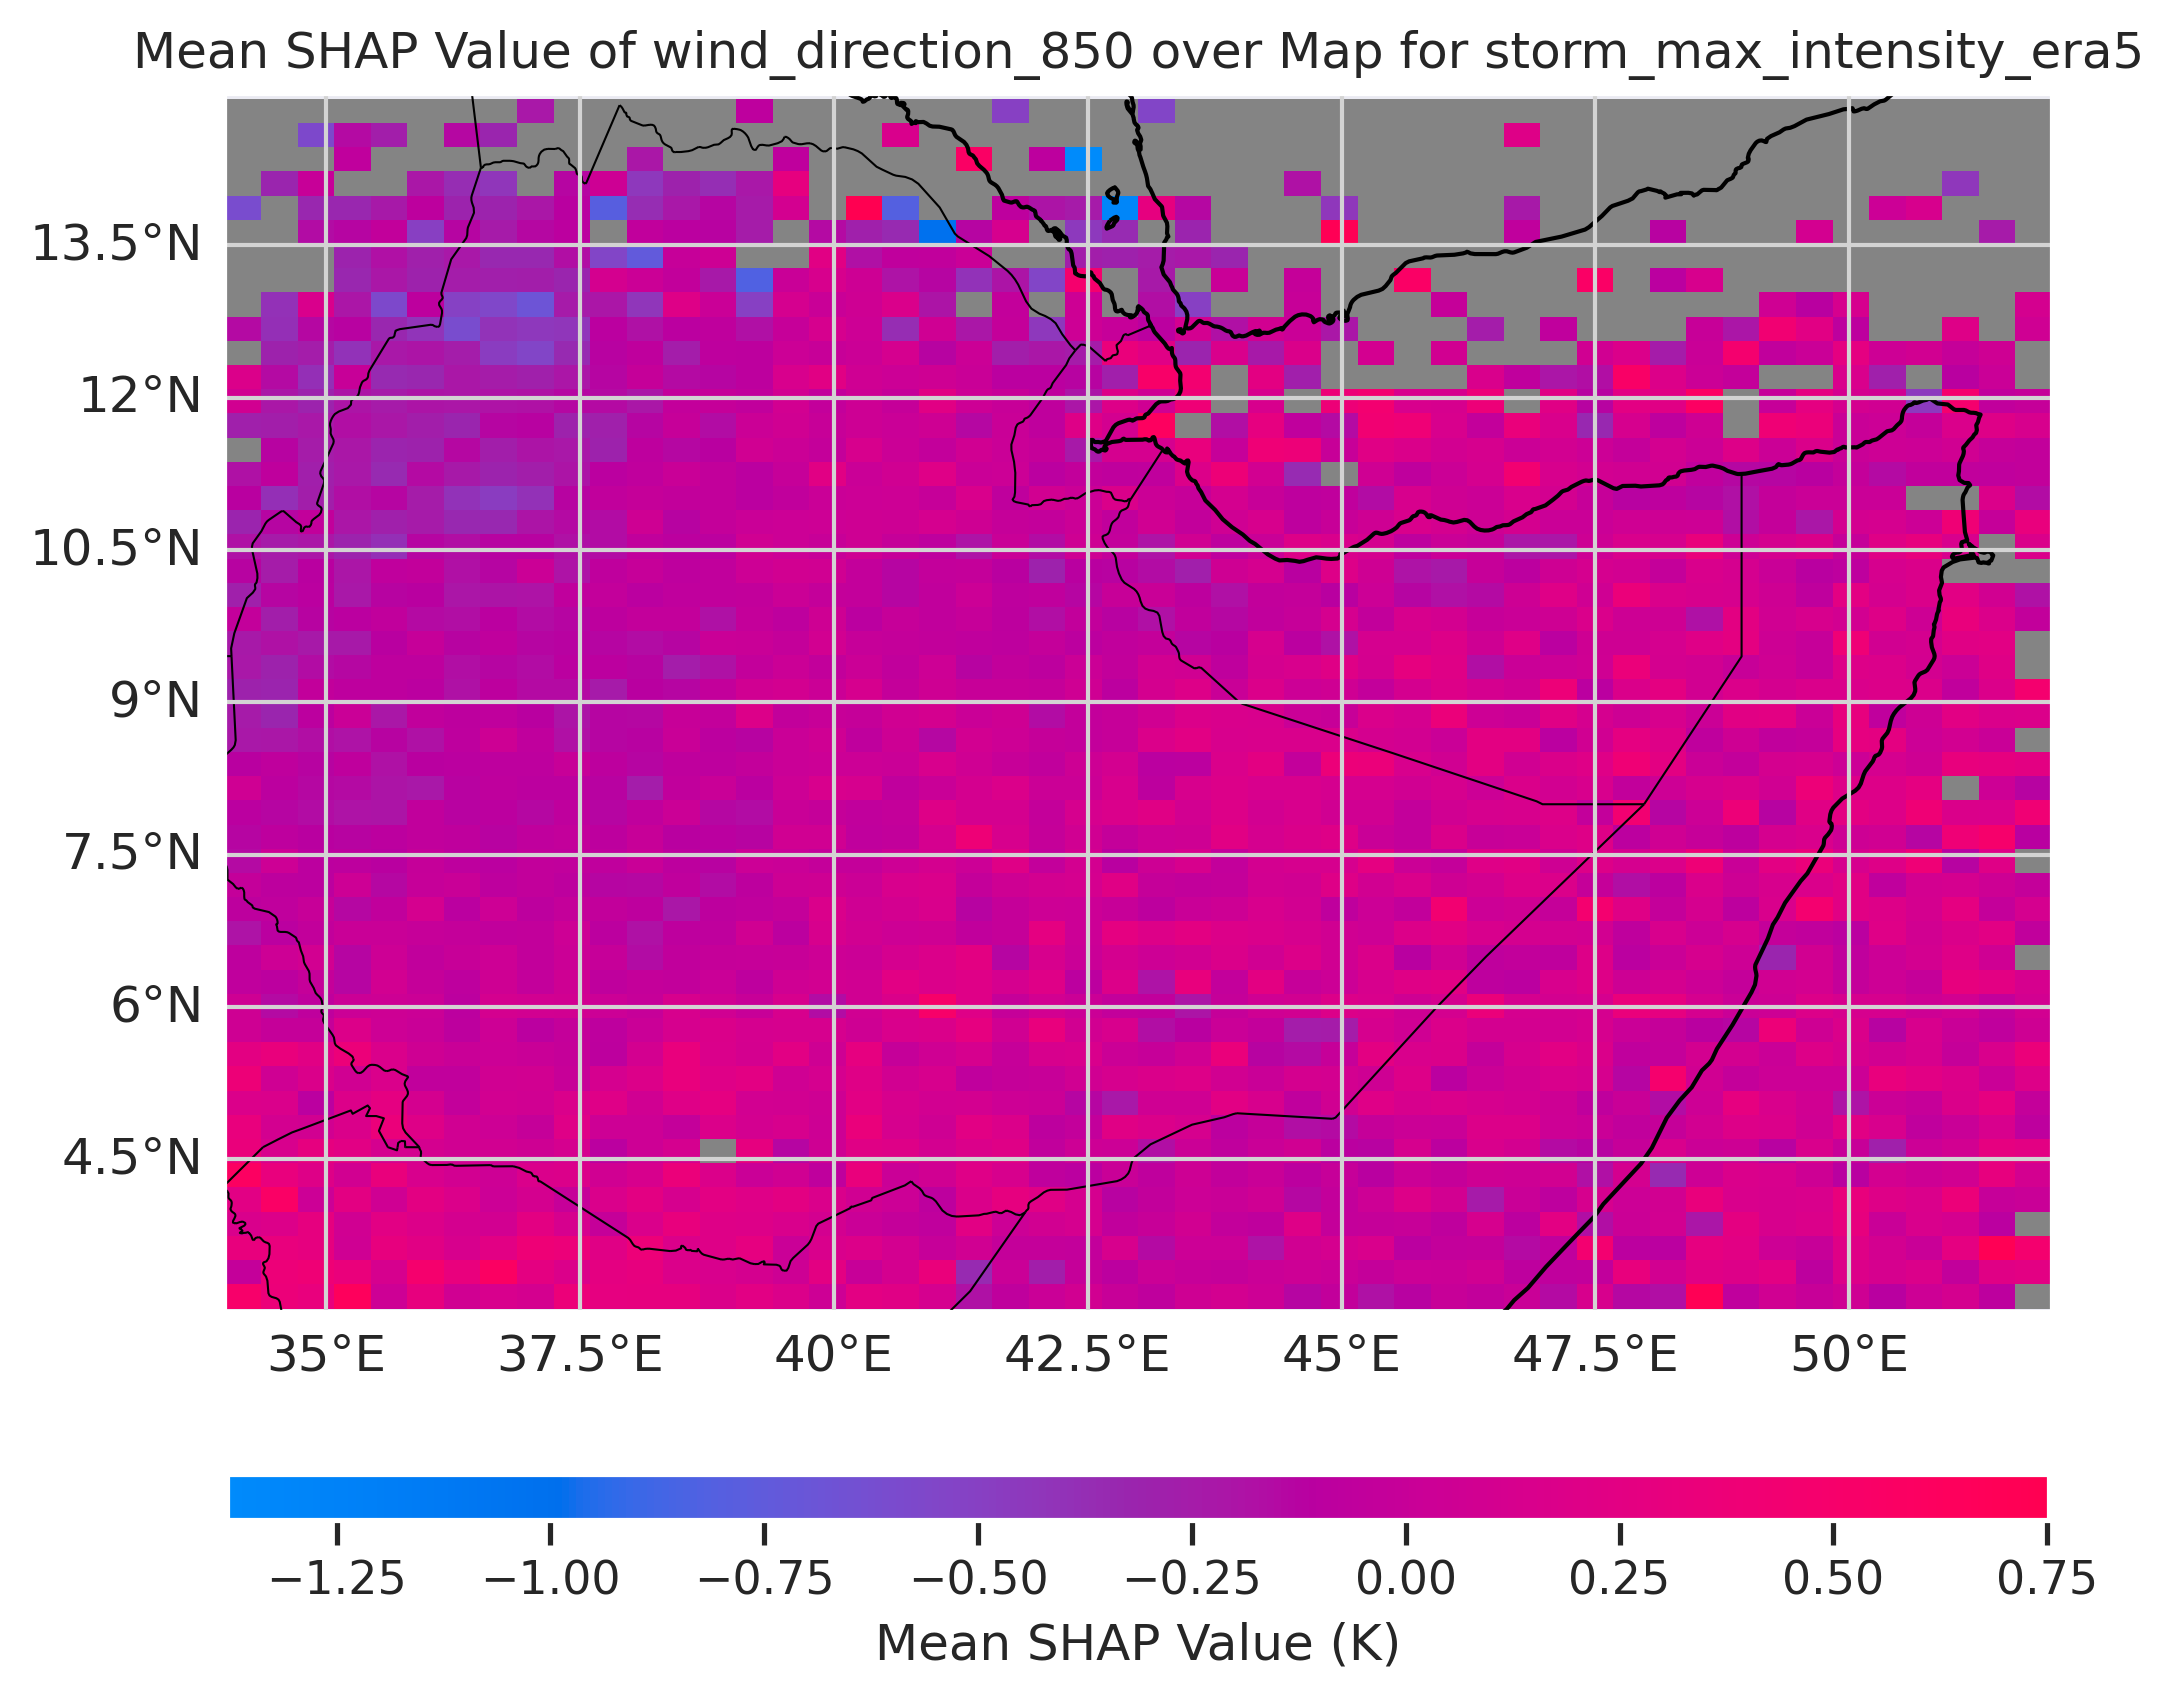 Mean SHAP Value of wind_direction_850 over Map for storm_max_intensity_era5
13.5°N
12°N
10.5°N
9°N
7.5°N
6°N
4.5°N
35°E 37.5°E 40°E 42.5°E 45°E 47.5°E 50°E
−1.25 −1.00 −0.75 −0.50 −0.25 0.00 0.25 0.50 0.75
Mean SHAP Value (K)